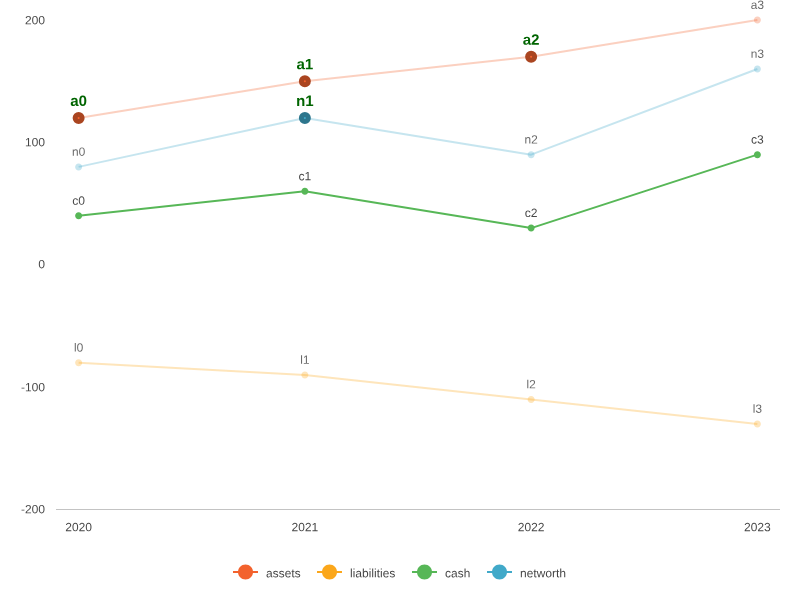 a3
200
a2
n3
a1
a0
n1
100
n0
n2
c3
c0
c1
c2
0
l0
l1
-100
l2
l3
-200
2020 2021 2022 2023
assets liabilities cash networth